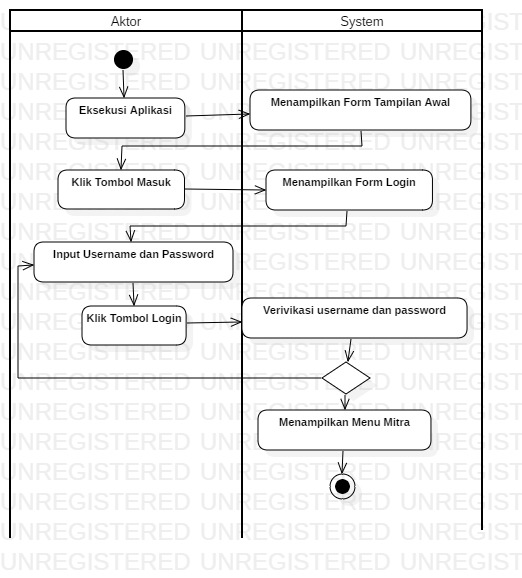 Aktor
System
Eksekusi Aplikasi
Menampilkan Form Tampilan Awal
Klik Tombol Masuk
Menampilkan Form Login
Input Username dan Password
Klik Tombol Login
Verivikasi username dan password
Menampilkan Menu Mitra
UNREGISTERED UNREGISTERED UNREGISTERED